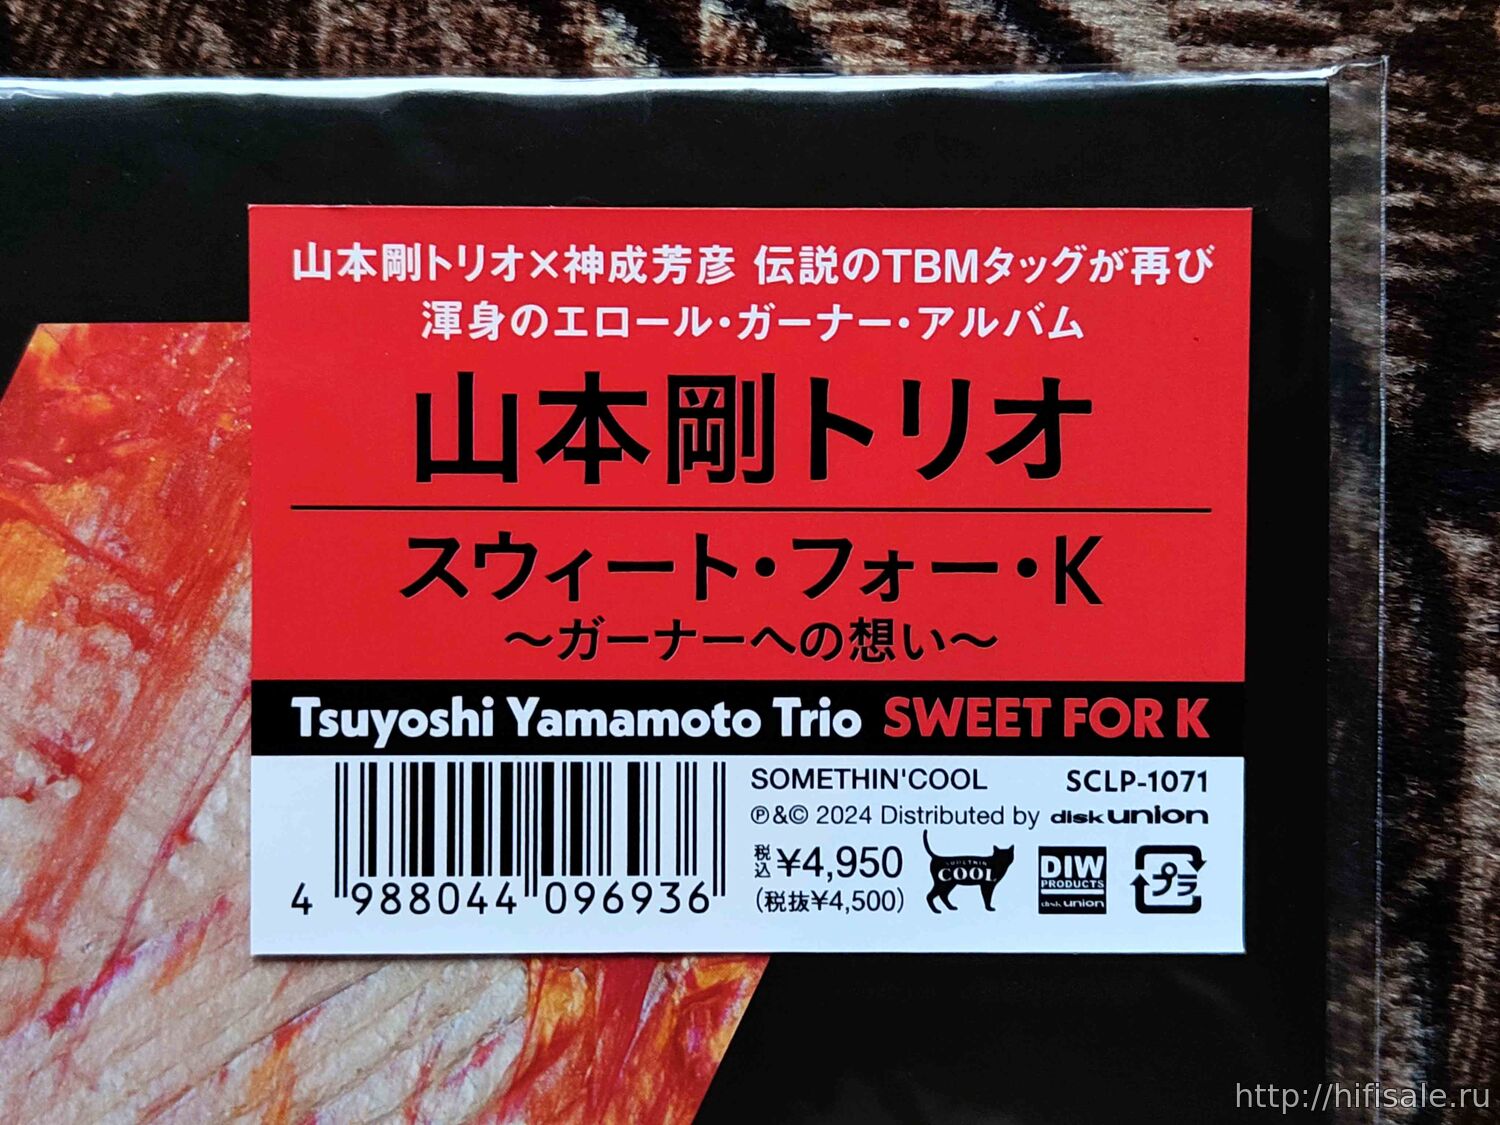 山本剛トリオ×神成芳彦 伝説のTBMタッグが再び
渾身のエロール・ガーナー・アルバム
山本剛トリオ
スウィート・フォー・K
～ガーナーへの想い～
Tsuyoshi Yamamoto Trio SWEET FOR K
SOMETHIN'COOL SCLP-1071
℗&© 2024 Distributed by disk union
税込 ¥4,950
(税抜¥4,500)
SOMETHIN
COOL
DIW
PRODUCTS
disk union
プラ
4 988044 096936
http://hifisale.ru